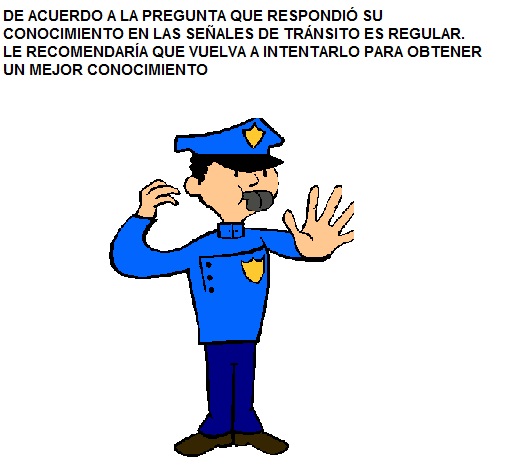 DE ACUERDO A LA PREGUNTA QUE RESPONDIÓ SU
CONOCIMIENTO EN LAS SEÑALES DE TRÁNSITO ES REGULAR.
LE RECOMENDARÍA QUE VUELVA A INTENTARLO PARA OBTENER
UN MEJOR CONOCIMIENTO